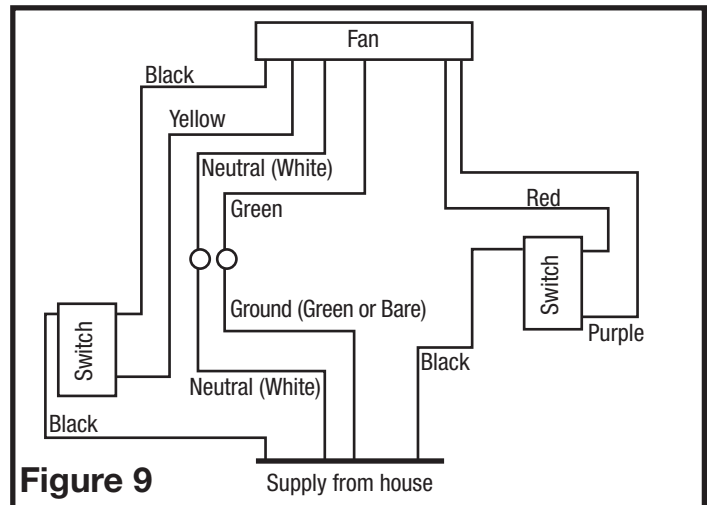 Fan
Black
Yellow
Neutral (White)
Green
Red
Switch
Ground (Green or Bare)
Switch
Purple
Black
Neutral (White)
Black
Figure 9
Supply from house